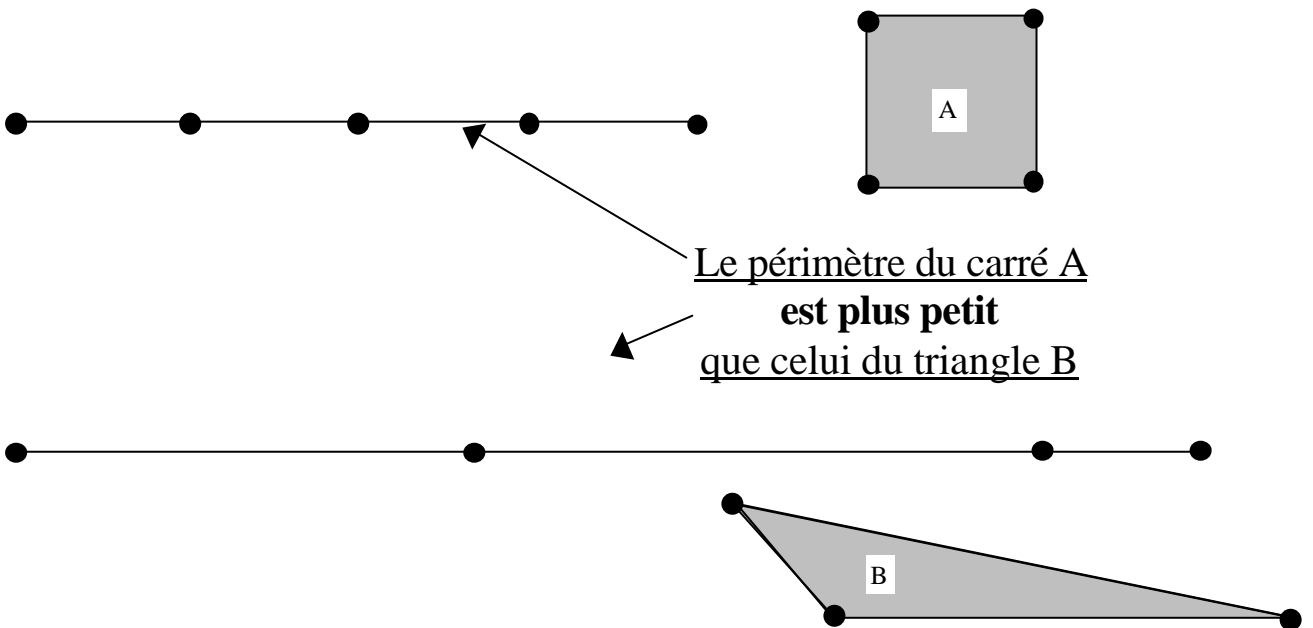 A
Le périmètre du carré A
est plus petit
que celui du triangle B
B